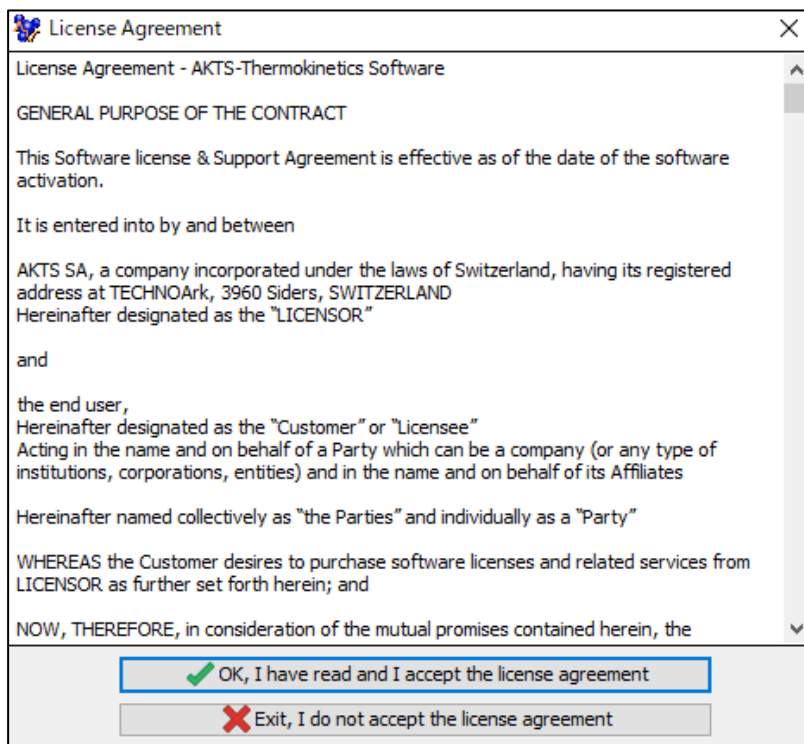 License Agreement
License Agreement - AKTS-Thermokinetics Software
GENERAL PURPOSE OF THE CONTRACT
This Software license & Support Agreement is effective as of the date of the software
activation.
It is entered into by and between
AKTS SA, a company incorporated under the laws of Switzerland, having its registered
address at TECHNOArk, 3960 Siders, SWITZERLAND
Hereinafter designated as the “LICENSOR”
and
the end user,
Hereinafter designated as the “Customer” or “Licensee”
Acting in the name and on behalf of a Party which can be a company (or any type of
institutions, corporations, entities) and in the name and on behalf of its Affiliates
Hereinafter named collectively as “the Parties” and individually as a “Party”
WHEREAS the Customer desires to purchase software licenses and related services from
LICENSOR as further set forth herein; and
NOW, THEREFORE, in consideration of the mutual promises contained herein, the
OK, I have read and I accept the license agreement
Exit, I do not accept the license agreement